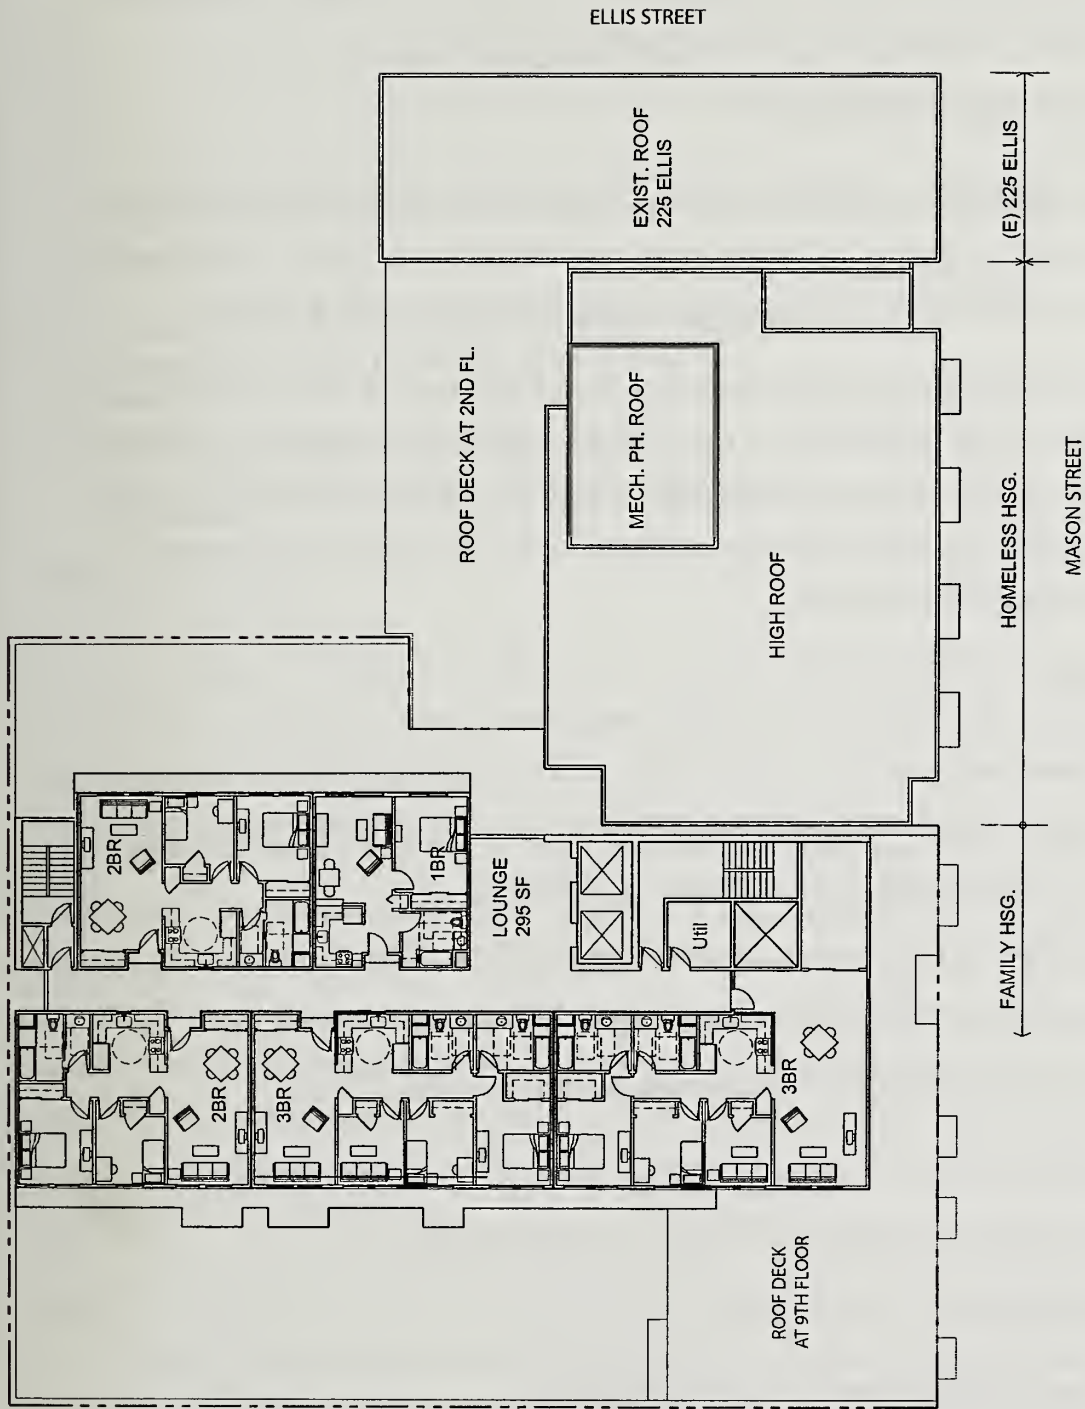 ELLIS STREET
EXIST. ROOF
225 ELLIS
(E) 225 ELLIS
ROOF DECK AT 2ND FL.
MECH. PH. ROOF
HIGH ROOF
HOMELESS HSG.
MASON STREET
2BR
1BR
LOUNGE
295 SF
Util
FAMILY HSG.
2BR
3BR
3BR
ROOF DECK
AT 9TH FLOOR